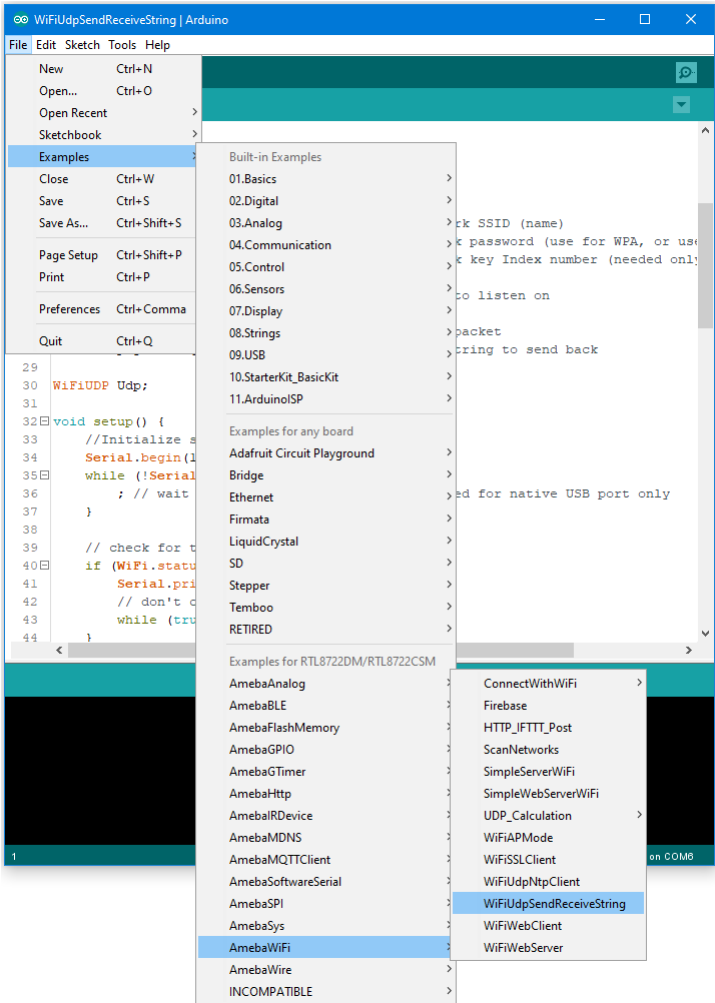 WiFiUdpSendReceiveString | Arduino
File Edit Sketch Tools Help
New Ctrl+N
Open... Ctrl+O
Open Recent
Sketchbook
Examples
Close Ctrl+W
Save Ctrl+S
Save As... Ctrl+Shift+S
Page Setup Ctrl+Shift+P
Print Ctrl+P
Preferences Ctrl+Comma
Quit Ctrl+Q
Built-in Examples
01.Basics
02.Digital
03.Analog
04.Communication
05.Control
06.Sensors
07.Display
08.Strings
09.USB
10.StarterKit_BasicKit
11.ArduinoISP
Examples for any board
Adafruit Circuit Playground
Bridge
Ethernet
Firmata
LiquidCrystal
SD
Stepper
Temboo
RETIRED
Examples for RTL8722DM/RTL8722CSM
AmebaAnalog
AmebaBLE
AmebaFlashMemory
AmebaGPIO
AmebaGTimer
AmebaHttp
AmebaIRDevice
AmebaMDNS
AmebaMQTTClient
AmebaSoftwareSerial
AmebaSPI
AmebaSys
AmebaWiFi
AmebaWire
INCOMPATIBLE
ConnectWithWiFi
Firebase
HTTP_IFTTT_Post
ScanNetworks
SimpleServerWiFi
SimpleWebServerWiFi
UDP_Calculation
WiFiAPMode
WiFiSSLClient
WiFiUdpNtpClient
WiFiUdpSendReceiveString
WiFiWebClient
WiFiWebServer
rk SSID (name)
k password (use for WPA, or use
k key Index number (needed only
to listen on
packet
tring to send back
29
30 WiFiUDP Udp;
31
32 void setup() {
33 //Initialize s
34 Serial.begin(1
35 while (!Serial
36 ; // wait ed for native USB port only
37 }
38
39 // check for t
40 if (WiFi.statu
41 Serial.pri
42 // don't c
43 while (tru
44 }
1 on COM6